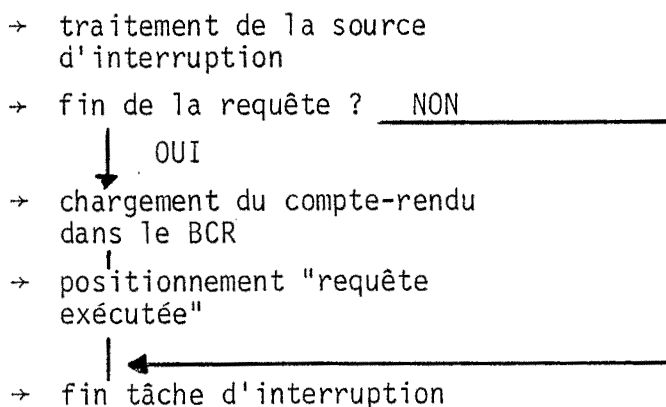 → traitement de la source
d'interruption
→ fin de la requête ? NON
OUI
→ chargement du compte-rendu
dans le BCR
→ positionnement "requête
exécutée"
→ fin tâche d'interruption